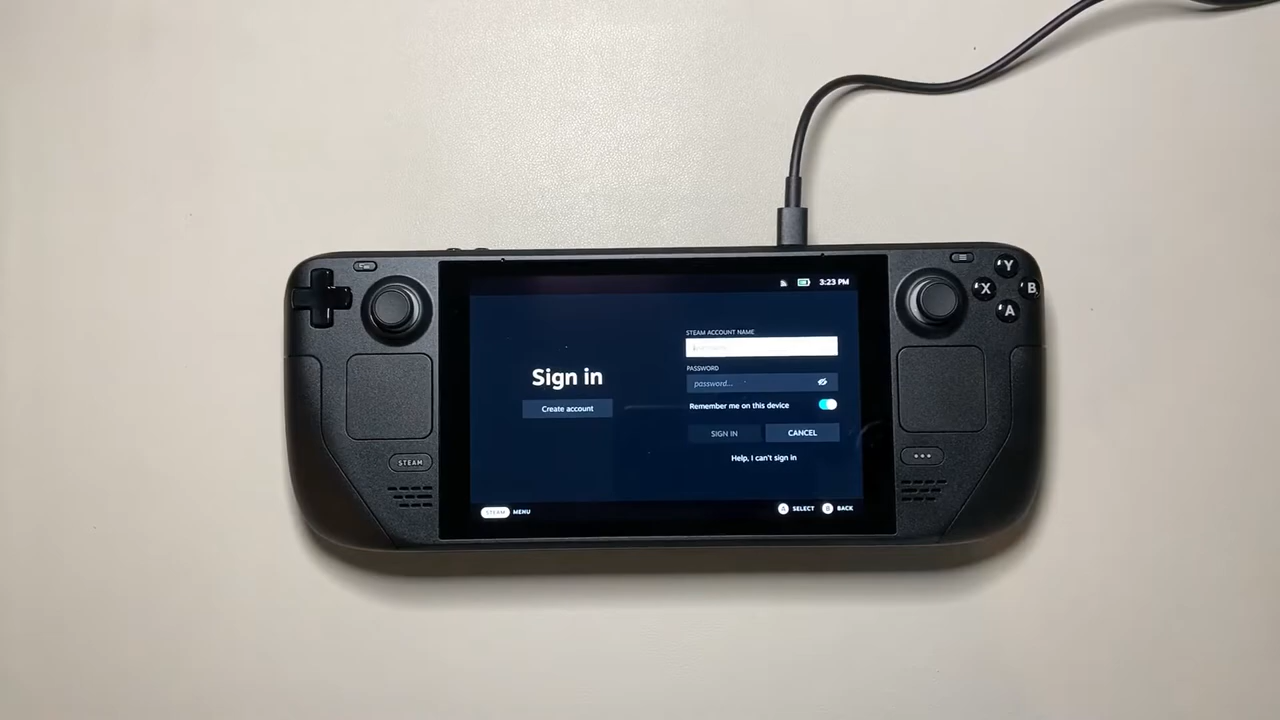 3:23 PM
STEAM ACCOUNT NAME
PASSWORD
password...
Remember me on this device
Sign in
Create account
SIGN IN
CANCEL
Help, I can't sign in
STEAM MENU
A SELECT B BACK
STEAM
Y
X
B
A